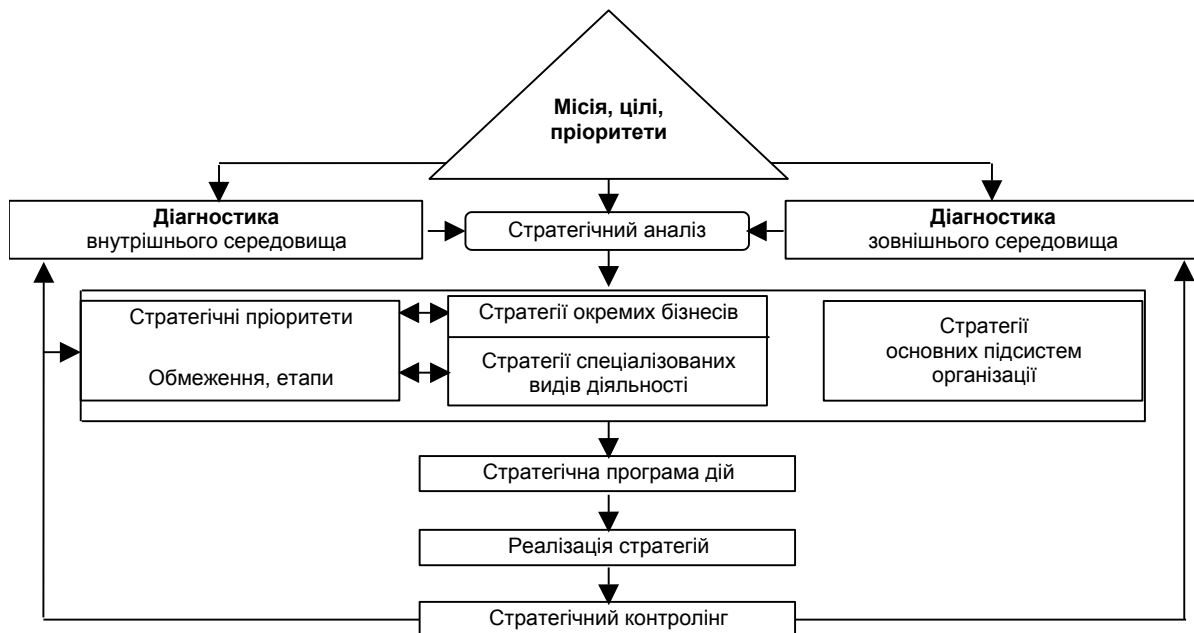 Місія, цілі,
пріоритети
Діагностика
внутрішнього середовища
Стратегічний аналіз
Діагностика
зовнішнього середовища
Стратегічні пріоритети
Обмеження, етапи
Стратегії окремих бізнесів
Стратегії спеціалізованих
видів діяльності
Стратегії
основних підсистем
організації
Стратегічна програма дій
Реалізація стратегій
Стратегічний контролінг